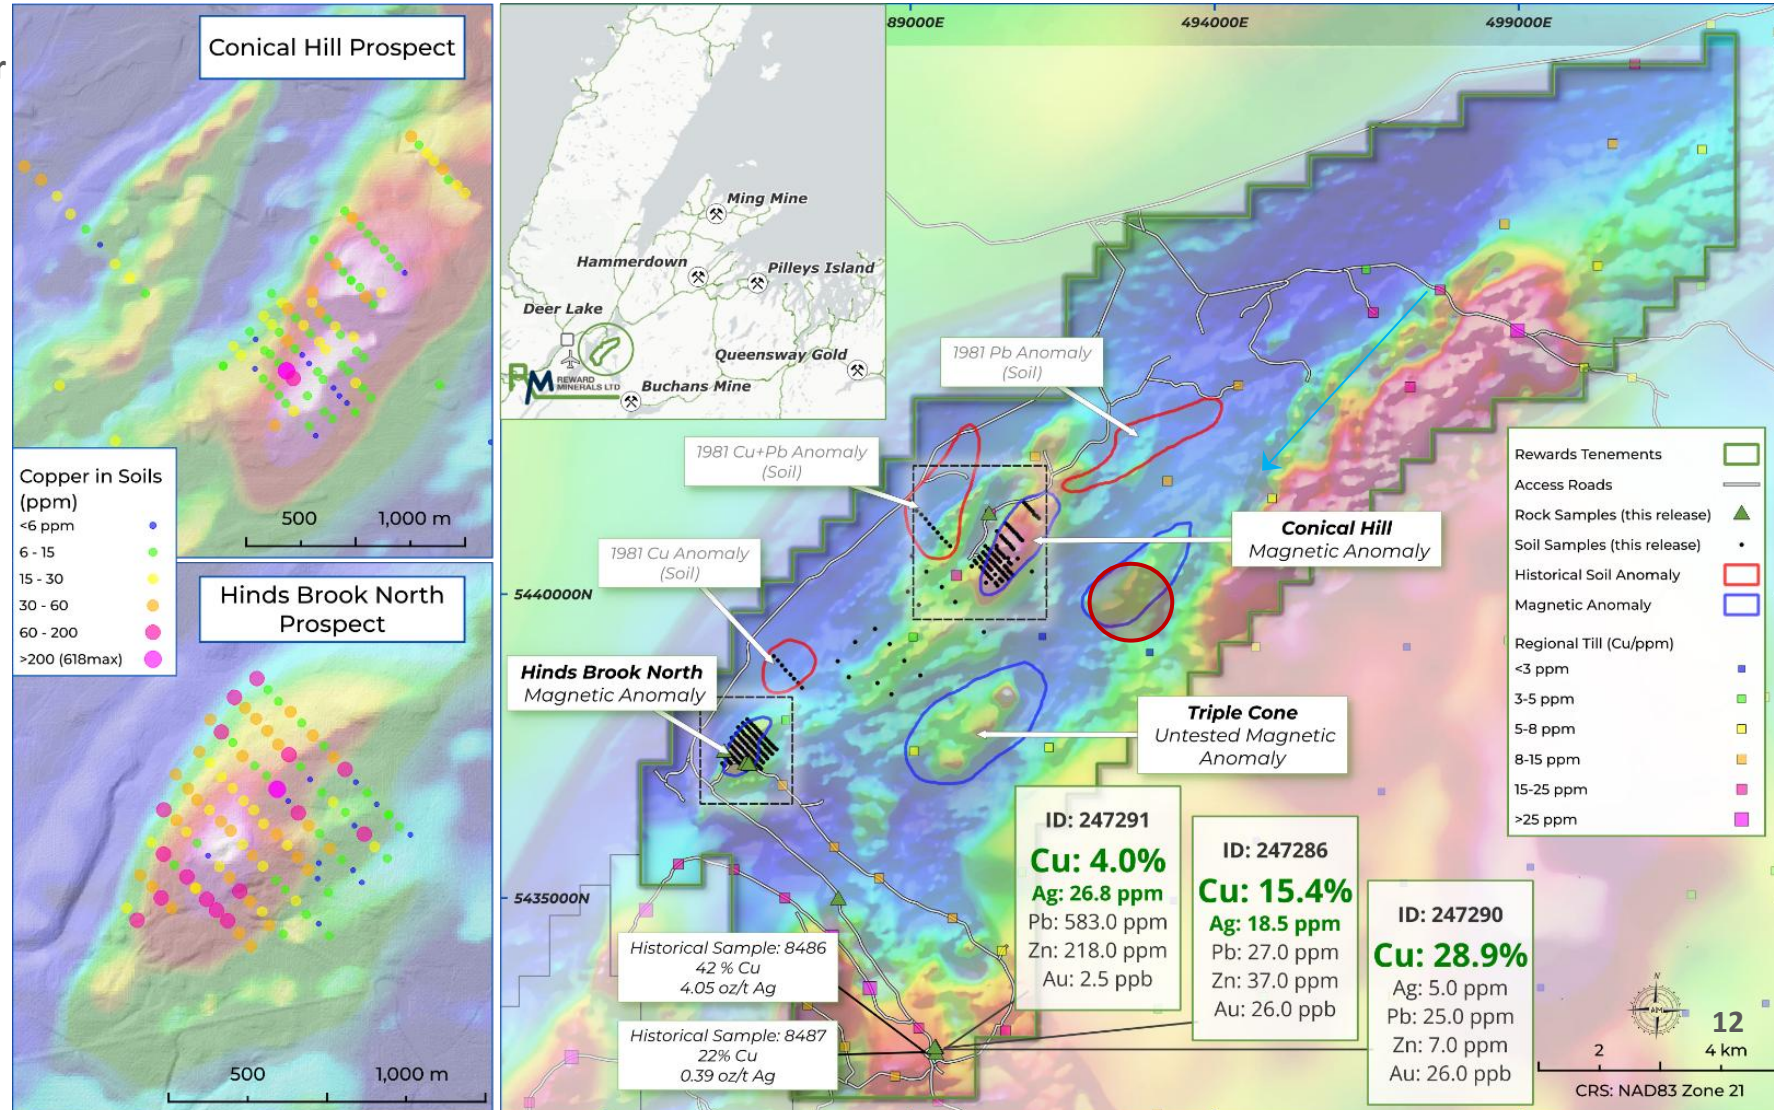 Conical Hill Prospect
500
1,000 m
Copper in Soils
(ppm)
<6 ppm
6 - 15
15 - 30
30 - 60
60 - 200
>200 (618max)
Hinds Brook North
Prospect
500
1,000 m
Ming Mine
Hammerdown
Pilleys Island
Deer Lake
Queensway Gold
Buchans Mine
RM
REWARD
MINERALS LTD
89000E
494000E
499000E
5440000N
5435000N
1981 Pb Anomaly
(Soil)
1981 Cu+Pb Anomaly
(Soil)
1981 Cu Anomaly
(Soil)
Conical Hill
Magnetic Anomaly
Hinds Brook North
Magnetic Anomaly
Triple Cone
Untested Magnetic
Anomaly
Rewards Tenements
Access Roads
Rock Samples (this release)
Soil Samples (this release)
Historical Soil Anomaly
Magnetic Anomaly
Regional Till (Cu/ppm)
<3 ppm
3-5 ppm
5-8 ppm
8-15 ppm
15-25 ppm
>25 ppm
ID: 247291
Cu: 4.0%
Ag: 26.8 ppm
Pb: 583.0 ppm
Zn: 218.0 ppm
Au: 2.5 ppb
ID: 247286
Cu: 15.4%
Ag: 18.5 ppm
Pb: 27.0 ppm
Zn: 37.0 ppm
Au: 26.0 ppb
ID: 247290
Cu: 28.9%
Ag: 5.0 ppm
Pb: 25.0 ppm
Zn: 7.0 ppm
Au: 26.0 ppb
Historical Sample: 8486
42 % Cu
4.05 oz/t Ag
Historical Sample: 8487
22% Cu
0.39 oz/t Ag
N
12
2
4 km
CRS: NAD83 Zone 21